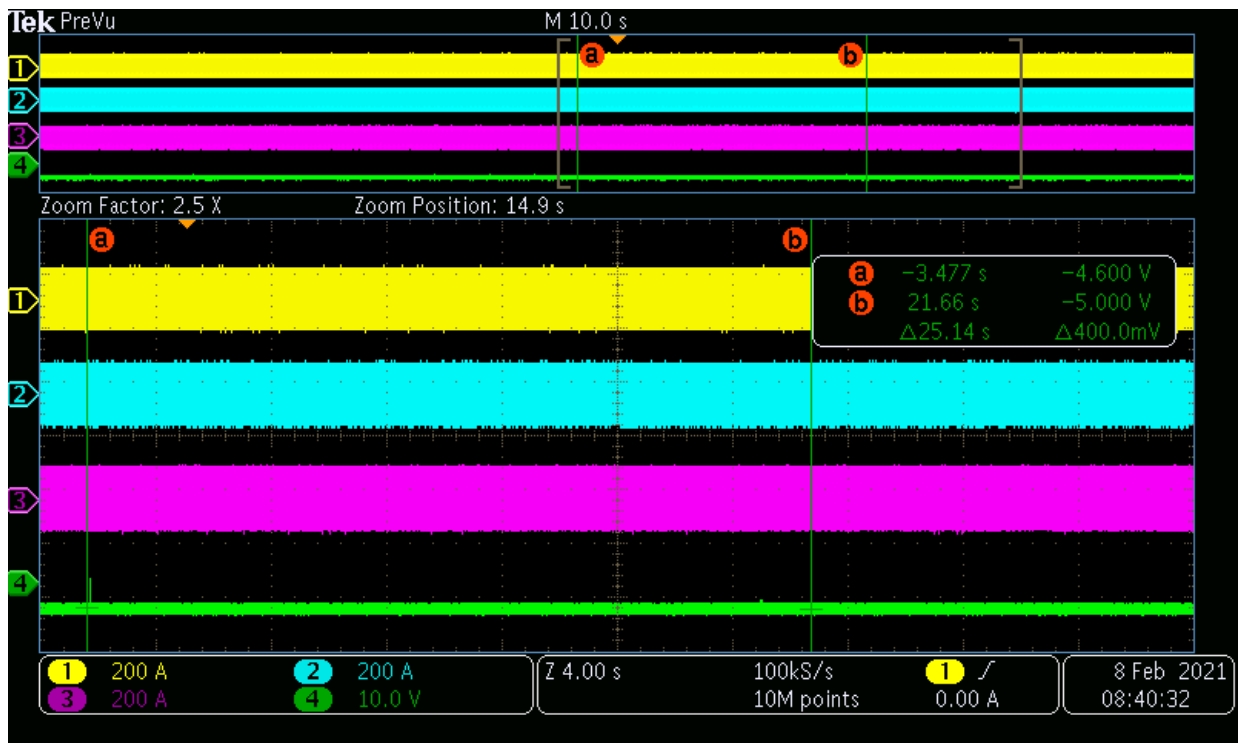 Tek PreVu M 10.0 s
a b
1
2
3
4
Zoom Factor: 2.5 X Zoom Position: 14.9 s
a b
a −3.477 s −4.600 V
b 21.66 s −5.000 V
△25.14 s △400.0mV
1
2
3
4
1 200 A 2 200 A Z 4.00 s 100kS/s 1 8 Feb 2021
3 200 A 4 10.0 V 10M points 0.00 A 08:40:32